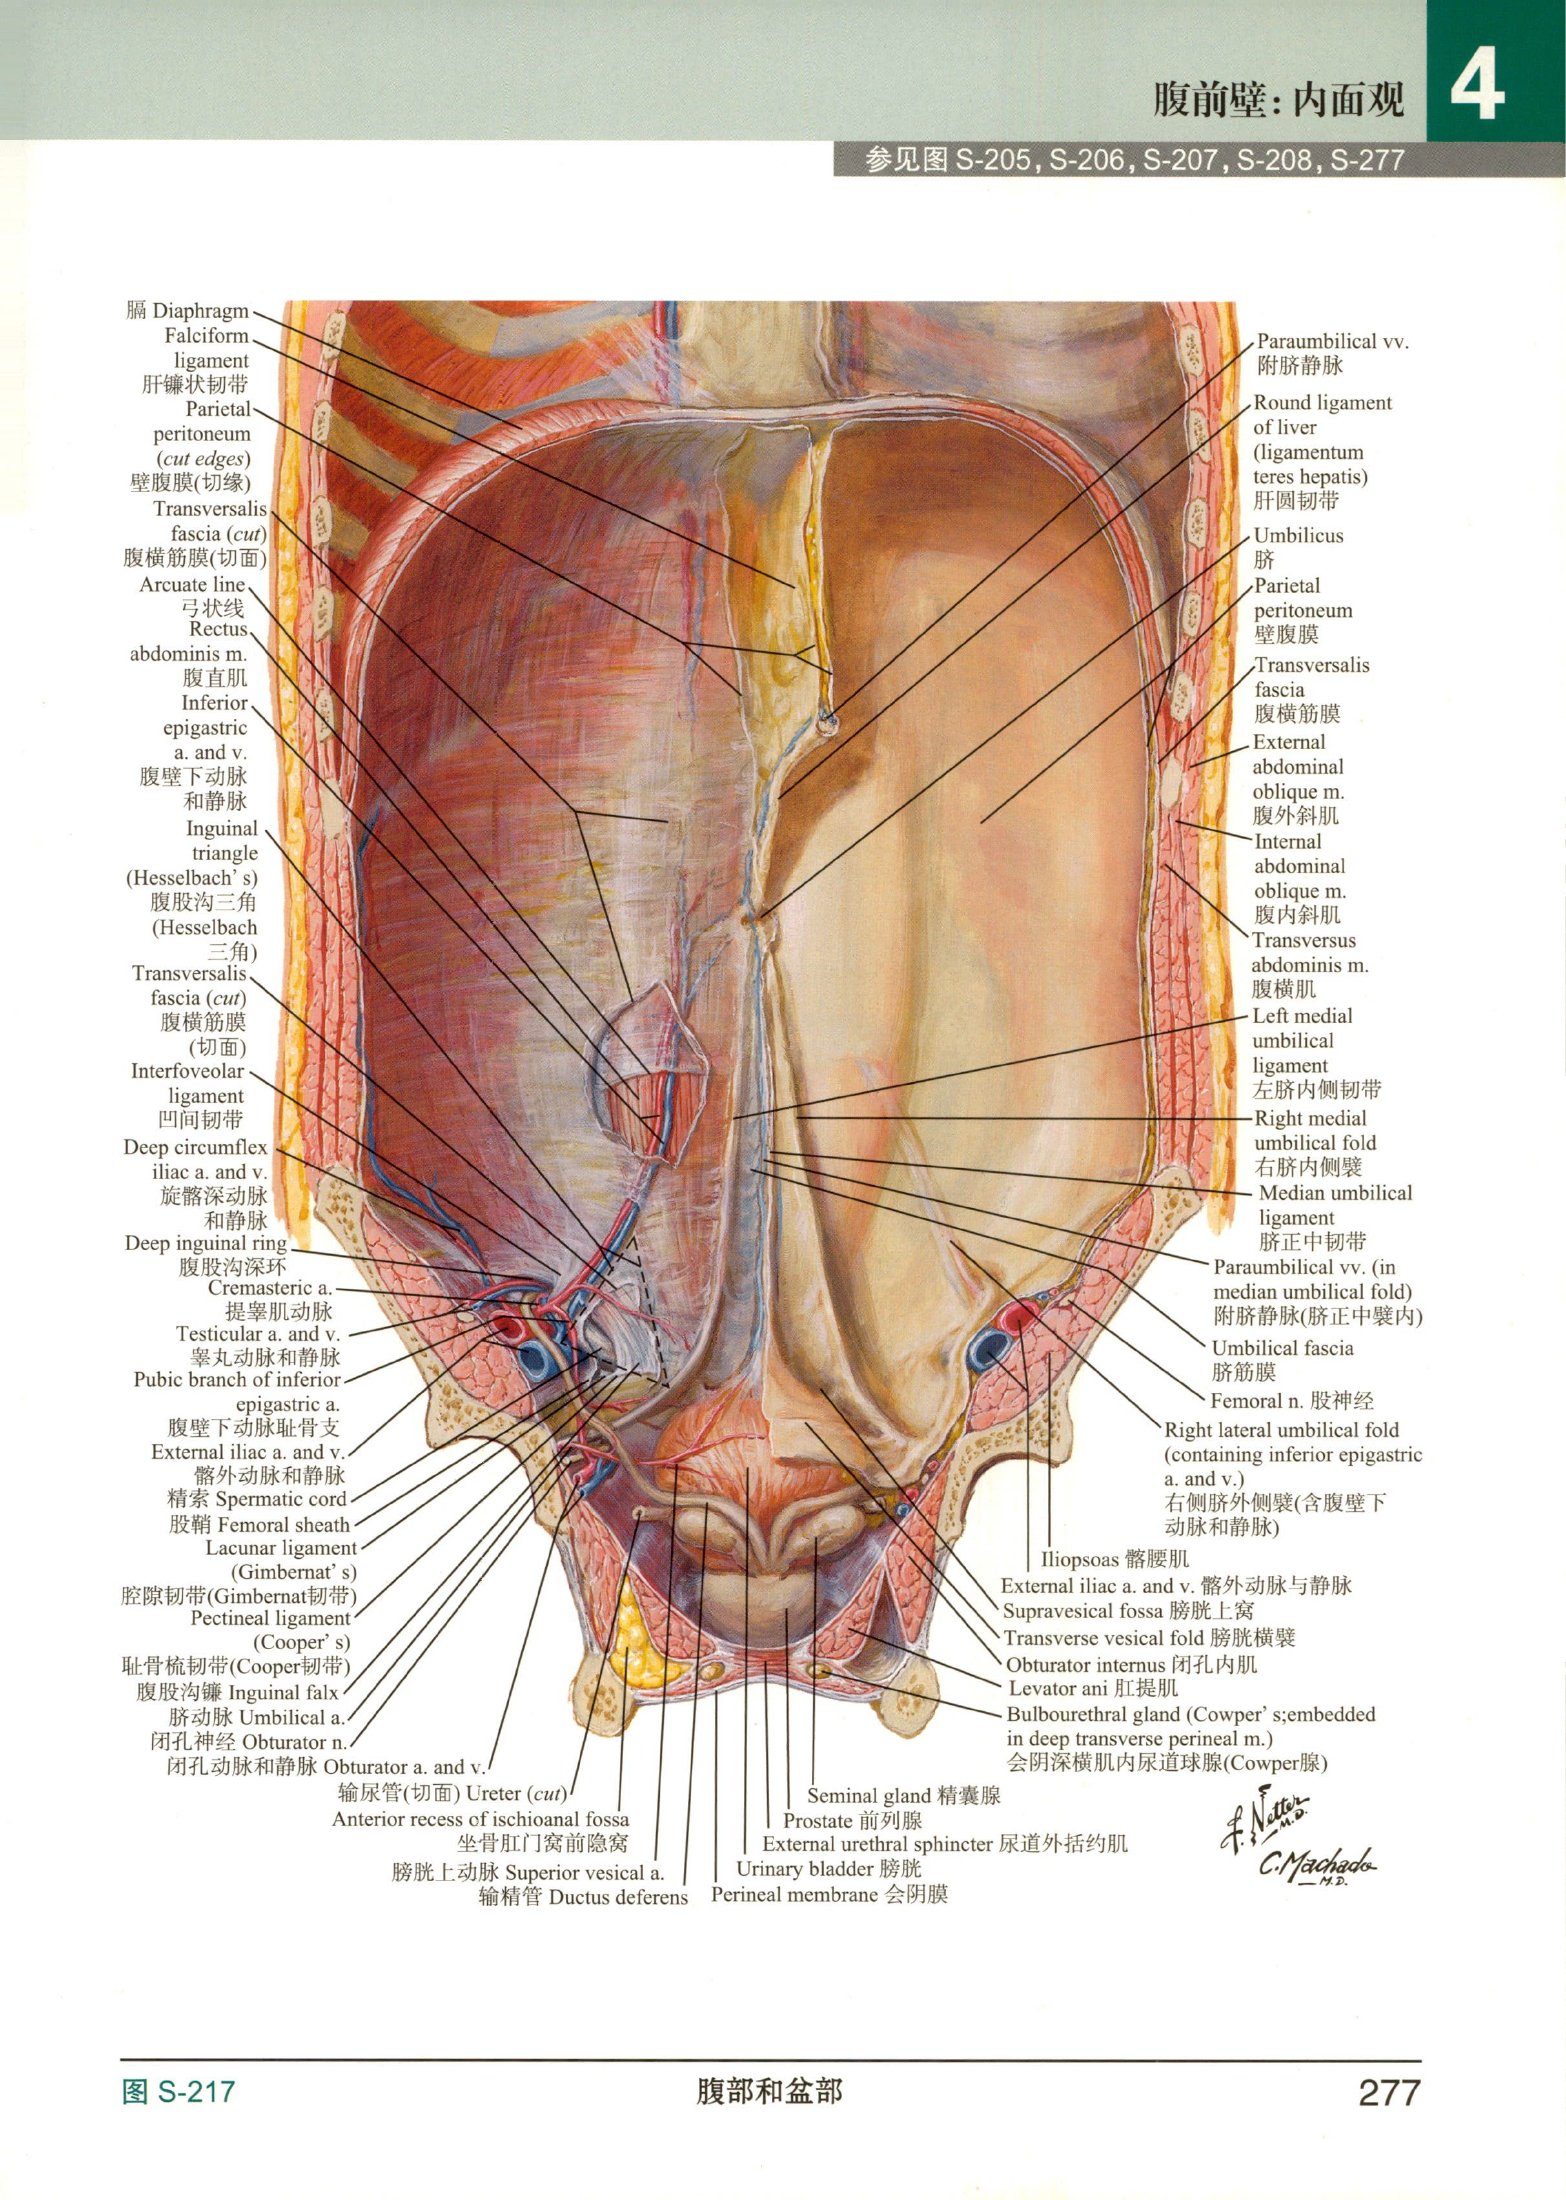 腹前壁：内面观
4
参见图 S-205, S-206, S-207, S-208, S-277
膈 Diaphragm
Falciform
ligament
肝镰状韧带
Parietal
peritoneum
(cut edges)
壁腹膜(切缘)
Transversalis
fascia (cut)
腹横筋膜(切面)
Arcuate line
弓状线
Rectus
abdominis m.
腹直肌
Inferior
epigastric
a. and v.
腹壁下动脉
和静脉
Inguinal
triangle
(Hesselbach' s)
腹股沟三角
(Hesselbach
三角)
Transversalis
fascia (cut)
腹横筋膜
(切面)
Interfoveolar
ligament
凹间韧带
Deep circumflex
iliac a. and v.
旋髂深动脉
和静脉
Deep inguinal ring
腹股沟深环
Cremasteric a.
提睾肌动脉
Testicular a. and v.
睾丸动脉和静脉
Pubic branch of inferior
epigastric a.
腹壁下动脉耻骨支
External iliac a. and v.
髂外动脉和静脉
精索 Spermatic cord
股鞘 Femoral sheath
Lacunar ligament
(Gimbernat' s)
腔隙韧带(Gimbernat韧带)
Pectineal ligament
(Cooper' s)
耻骨梳韧带(Cooper韧带)
腹股沟镰 Inguinal falx
脐动脉 Umbilical a.
闭孔神经 Obturator n.
闭孔动脉和静脉 Obturator a. and v.
输尿管(切面) Ureter (cut)
Anterior recess of ischioanal fossa
坐骨肛门窝前隐窝
膀胱上动脉 Superior vesical a.
输精管 Ductus deferens
Paraumbilical vv.
附脐静脉
Round ligament
of liver
(ligamentum
teres hepatis)
肝圆韧带
Umbilicus
脐
Parietal
peritoneum
壁腹膜
Transversalis
fascia
腹横筋膜
External
abdominal
oblique m.
腹外斜肌
Internal
abdominal
oblique m.
腹内斜肌
Transversus
abdominis m.
腹横肌
Left medial
umbilical
ligament
左脐内侧韧带
Right medial
umbilical fold
右脐内侧襞
Median umbilical
ligament
脐正中韧带
Paraumbilical vv. (in
median umbilical fold)
附脐静脉(脐正中襞内)
Umbilical fascia
脐筋膜
Femoral n. 股神经
Right lateral umbilical fold
(containing inferior epigastric
a. and v.)
右侧脐外侧襞(含腹壁下
动脉和静脉)
Iliopsoas 髂腰肌
External iliac a. and v. 髂外动脉与静脉
Supravesical fossa 膀胱上窝
Transverse vesical fold 膀胱横襞
Obturator internus 闭孔内肌
Levator ani 肛提肌
Bulbourethral gland (Cowper' s;embedded
in deep transverse perineal m.)
会阴深横肌内尿道球腺(Cowper腺)
Seminal gland 精囊腺
Prostate 前列腺
External urethral sphincter 尿道外括约肌
Urinary bladder 膀胱
Perineal membrane 会阴膜
F. Netter
M.D.
C. Machado
M.D.
图 S-217
腹部和盆部
277